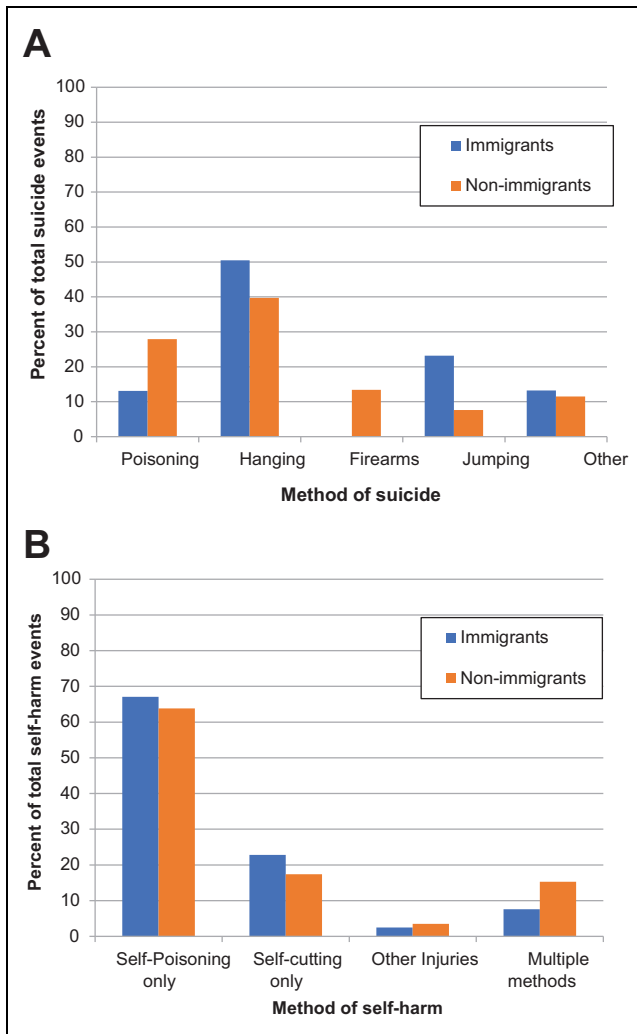 A
Percent of total suicide events
100
90
80
70
60
50
40
30
20
10
0
Immigrants
Non-immigrants
Poisoning
Hanging
Firearms
Jumping
Other
Method of suicide
B
Percent of total self-harm events
100
90
80
70
60
50
40
30
20
10
0
Immigrants
Non-immigrants
Self-Poisoning
only
Self-cutting
only
Other Injuries
Multiple
methods
Method of self-harm